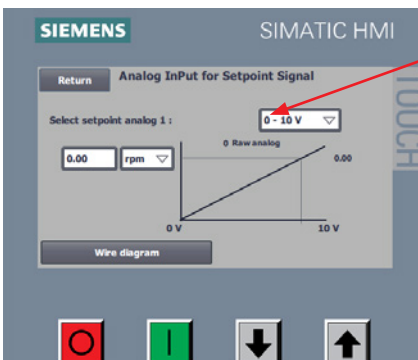 SIEMENS SIMATIC HMI
TOUCH
Return Analog InPut for Setpoint Signal
Select setpoint analog 1 : 0 - 10 V
0 Raw analog
0.00 rpm 0.00
0 V 10 V
Wire diagram